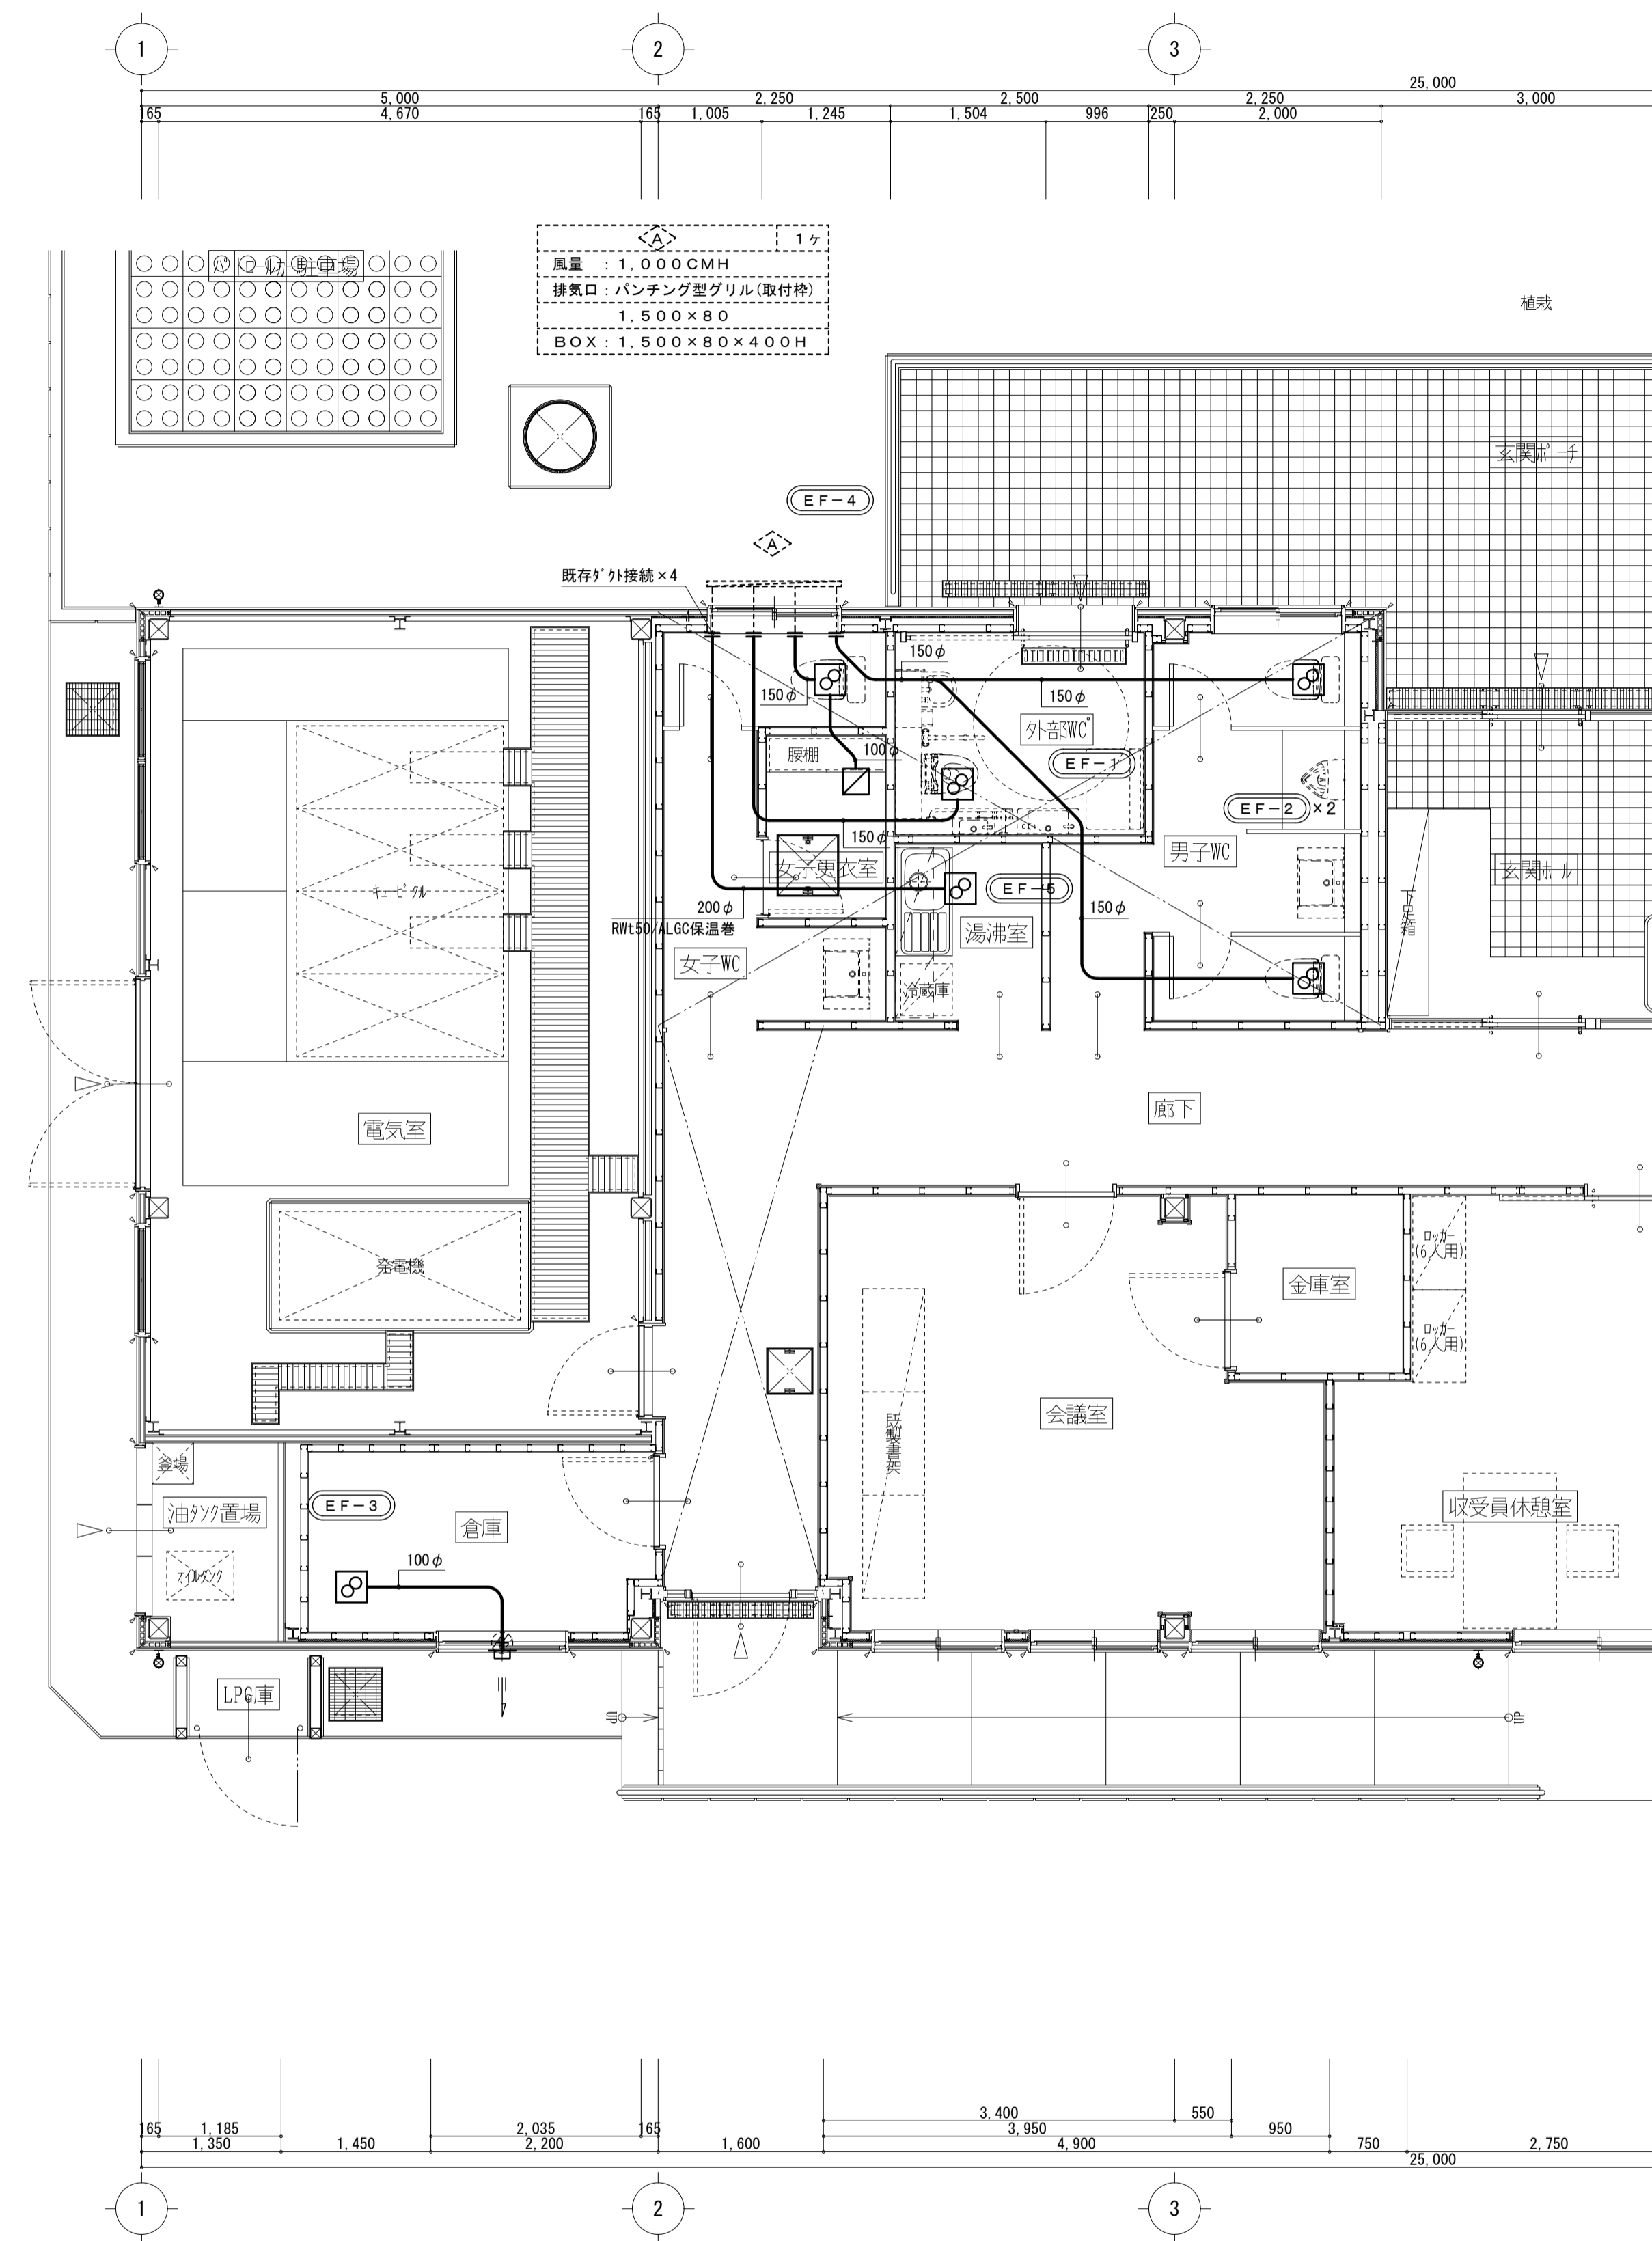 1
2
3
25,000
5,000
2,250
2,500
2,250
3,000
165
4,670
165
1,005
1,245
1,504
996
250
2,000
A
1ヶ
風量 :1,000CMH
排気口:パンチング型グリル(取付枠)
1,500×80
BOX:1,500×80×400H
パトロールカー駐車場
植栽
玄関ポーチ
EF-4
A
既存ダクト接続×4
150φ
150φ
150φ
外部WC
腰棚
100φ
EF-1
EF-2
×2
150φ
男子WC
女子更衣室
玄関ホール
キュービクル
EF-5
200φ
150φ
下足箱
RWt50/ALGC保温巻
湯沸室
女子WC
冷蔵庫
廊下
電気室
ロッカー
(6人用)
発電機
金庫室
ロッカー
(6人用)
会議室
既製書架
釜場
油タンク置場
EF-3
倉庫
収受員休憩室
100φ
オイルタンク
LPG庫
UP
UP
3,400
550
165
1,185
2,035
165
3,950
950
1,350
1,450
2,200
1,600
4,900
750
2,750
25,000
1
2
3